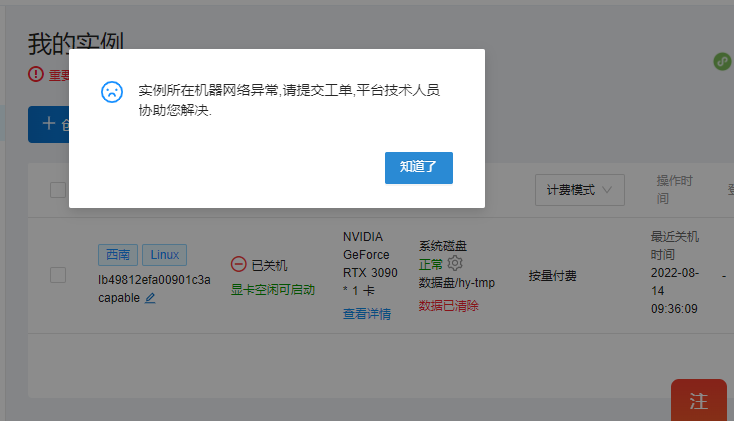 我的实例
重要
实例所在机器网络异常,请提交工单,平台技术人员
协助您解决.
知道了
计费模式
操作时
间
西南 Linux
lb49812efa00901c3a
capable
已关机
显卡空闲可启动
NVIDIA
GeForce
RTX 3090
* 1 卡
查看详情
系统磁盘
正常
数据盘/hy-tmp
数据已清除
按量付费
最近关机
时间
2022-08-
14
09:36:09
-
注